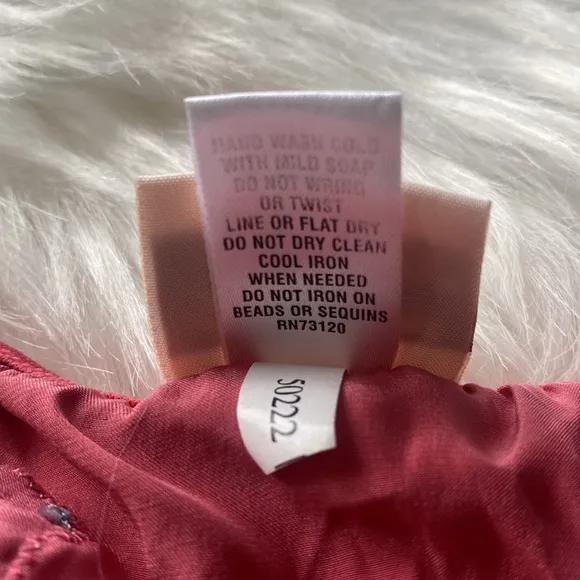 HAND WASH COLD
WITH MILD SOAP
DO NOT WRING
OR TWIST
LINE OR FLAT DRY
DO NOT DRY CLEAN
COOL IRON
WHEN NEEDED
DO NOT IRON ON
BEADS OR SEQUINS
RN73120
50222